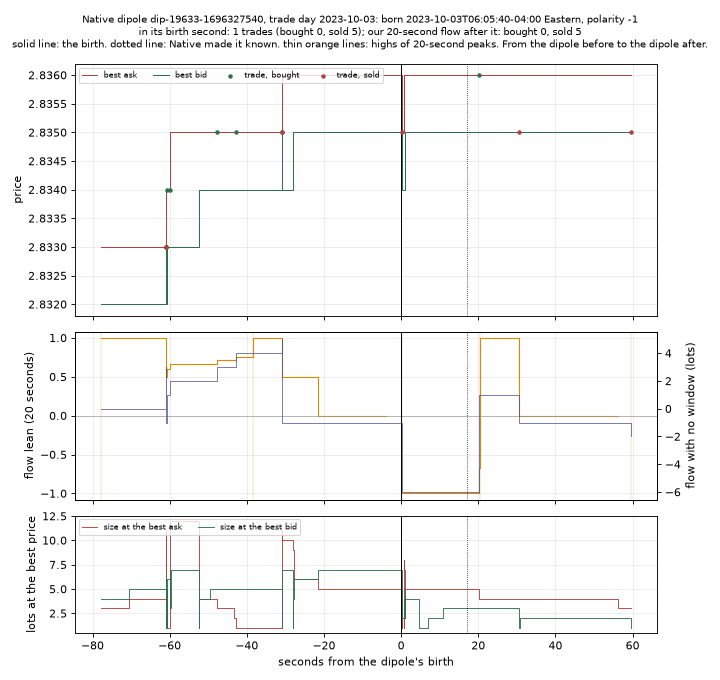 Native dipole dip-19633-1696327540, trade day 2023-10-03: born 2023-10-03T06:05:40-04:00 Eastern, polarity -1
in its birth second: 1 trades (bought 0, sold 5); our 20-second flow after it: bought 0, sold 5
solid line: the birth. dotted line: Native made it known. thin orange lines: highs of 20-second peaks. From the dipole before to the dipole after.
best ask best bid trade, bought trade, sold
2.8360
2.8355
2.8350
2.8345
2.8340
2.8335
2.8330
2.8325
2.8320
price
1.0
0.5
0.0
−0.5
−1.0
flow lean (20 seconds)
4
2
0
−2
−4
−6
flow with no window (lots)
size at the best ask size at the best bid
12.5
10.0
7.5
5.0
2.5
lots at the best price
−80 −60 −40 −20 0 20 40 60
seconds from the dipole's birth